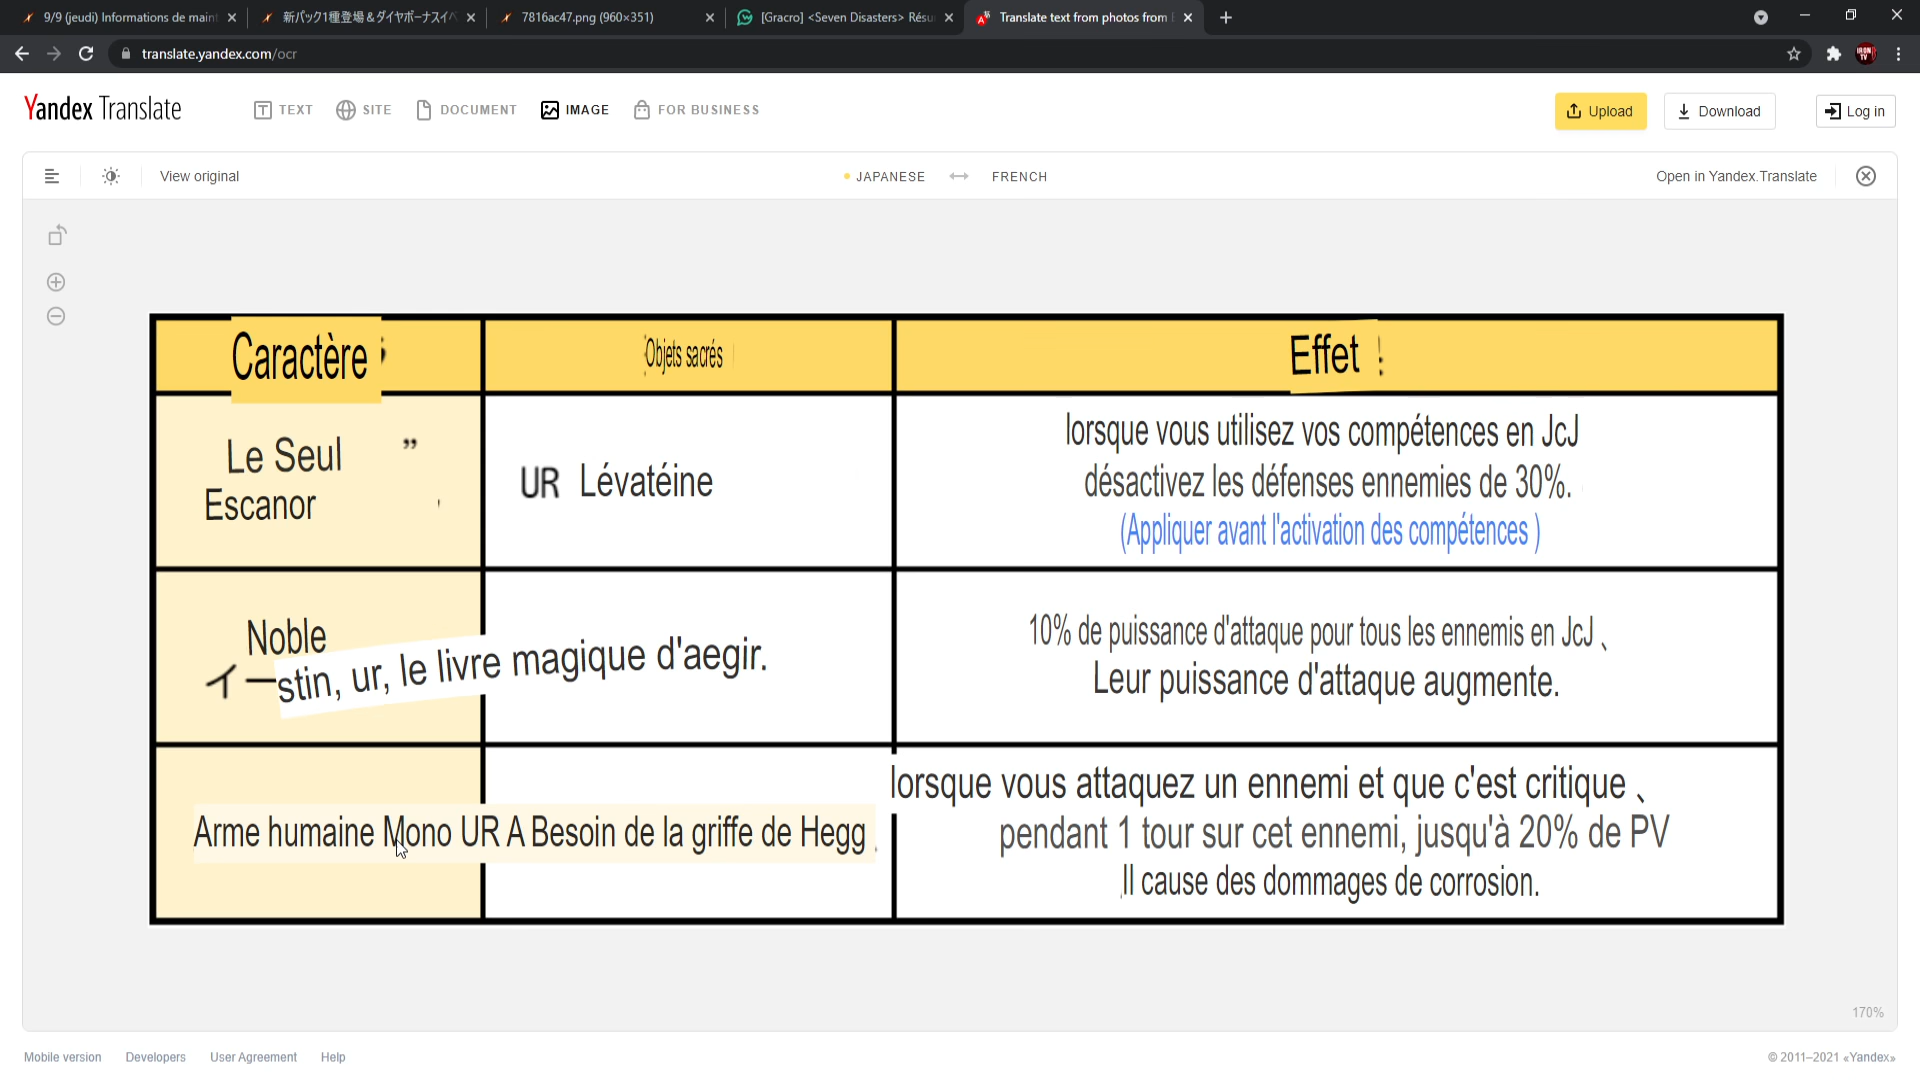 9/9 (jeudi) Informations de maint
新パック1種登場＆ダイヤボーナスイベ
7816ac47.png (960×351)
[Gracro] <Seven Disasters> Résu
Translate text from photos from
translate.yandex.com/ocr
Yandex Translate
TEXT
SITE
DOCUMENT
IMAGE
FOR BUSINESS
Upload
Download
Log in
View original
JAPANESE
FRENCH
Open in Yandex.Translate
Caractère
Objets sacrés
Effet
Le Seul ”
Escanor
UR Lévatéine
lorsque vous utilisez vos compétences en JcJ
désactivez les défenses ennemies de 30%.
(Appliquer avant l'activation des compétences )
Noble
イーstin, ur, le livre magique d'aegir.
10% de puissance d'attaque pour tous les ennemis en JcJ 、
Leur puissance d'attaque augmente.
Arme humaine Mono UR A Besoin de la griffe de Hegg
lorsque vous attaquez un ennemi et que c'est critique 、
pendant 1 tour sur cet ennemi, jusqu'à 20% de PV
Il cause des dommages de corrosion.
170%
Mobile version
Developers
User Agreement
Help
© 2011–2021 «Yandex»